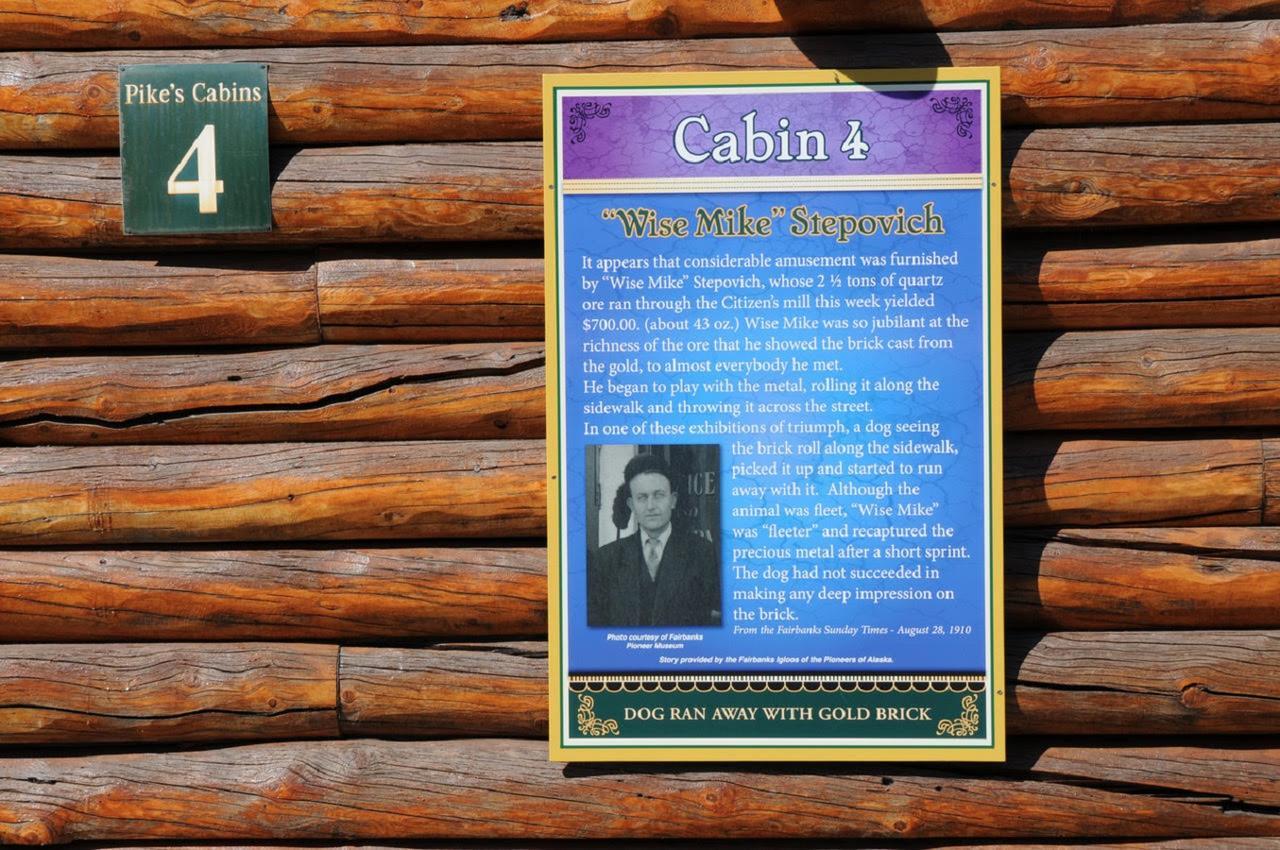 Pike's Cabins
4
Cabin 4
"Wise Mike" Stepovich
It appears that considerable amusement was furnished
by "Wise Mike" Stepovich, whose 2 ½ tons of quartz
ore ran through the Citizen's mill this week yielded
$700.00. (about 43 oz.) Wise Mike was so jubilant at the
richness of the ore that he showed the brick cast from
the gold, to almost everybody he met.
He began to play with the metal, rolling it along the
sidewalk and throwing it across the street.
In one of these exhibitions of triumph, a dog seeing
the brick roll along the sidewalk,
picked it up and started to run
away with it. Although the
animal was fleet, "Wise Mike"
was "fleeter" and recaptured the
precious metal after a short sprint.
The dog had not succeeded in
making any deep impression on
the brick.
From the Fairbanks Sunday Times - August 28, 1910
ICE
Photo courtesy of Fairbanks
Pioneer Museum
Story provided by the Fairbanks Igloos of the Pioneers of Alaska.
DOG RAN AWAY WITH GOLD BRICK